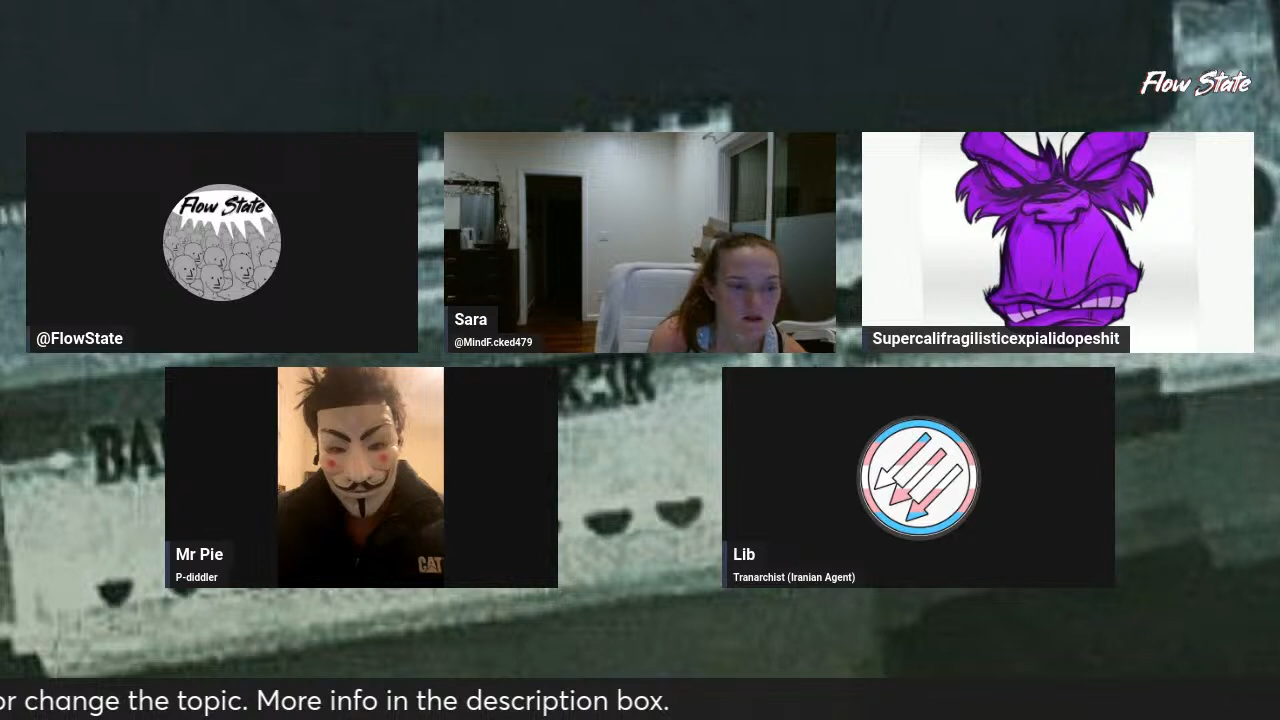 Flow State
Flow State
@FlowState
Sara
@MindF.cked479
Supercalifragilisticexpialidopeshit
Mr Pie
P-diddler
CAT
Lib
Tranarchist (Iranian Agent)
or change the topic. More info in the description box.